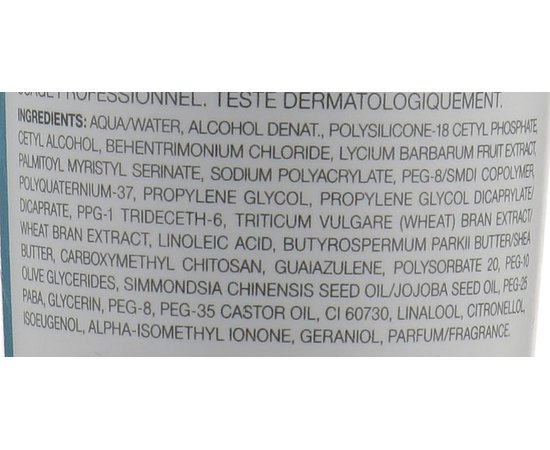 USAGE PROFESSIONNEL. TESTE DERMATOLOGIQUEMENT.
INGREDIENTS: AQUA/WATER, ALCOHOL DENAT., POLYSILICONE-18 CETYL PHOSPHATE,
CETYL ALCOHOL, BEHENTRIMONIUM CHLORIDE, LYCIUM BARBARUM FRUIT EXTRACT,
PALMITOYL MYRISTYL SERINATE, SODIUM POLYACRYLATE, PEG-8/SMDI COPOLYMER,
POLYQUATERNIUM-37, PROPYLENE GLYCOL, PROPYLENE GLYCOL DICAPRYLATE/
DICAPRATE, PPG-1 TRIDECETH-6, TRITICUM VULGARE (WHEAT) BRAN EXTRACT/
WHEAT BRAN EXTRACT, LINOLEIC ACID, BUTYROSPERMUM PARKII BUTTER/SHEA
BUTTER, CARBOXYMETHYL CHITOSAN, GUAIAZULENE, POLYSORBATE 20, PEG-10
OLIVE GLYCERIDES, SIMMONDSIA CHINENSIS SEED OIL/JOJOBA SEED OIL, PEG-25
PABA, GLYCERIN, PEG-8, PEG-35 CASTOR OIL, CI 60730, LINALOOL, CITRONELLOL,
ISOEUGENOL, ALPHA-ISOMETHYL IONONE, GERANIOL, PARFUM/FRAGRANCE.